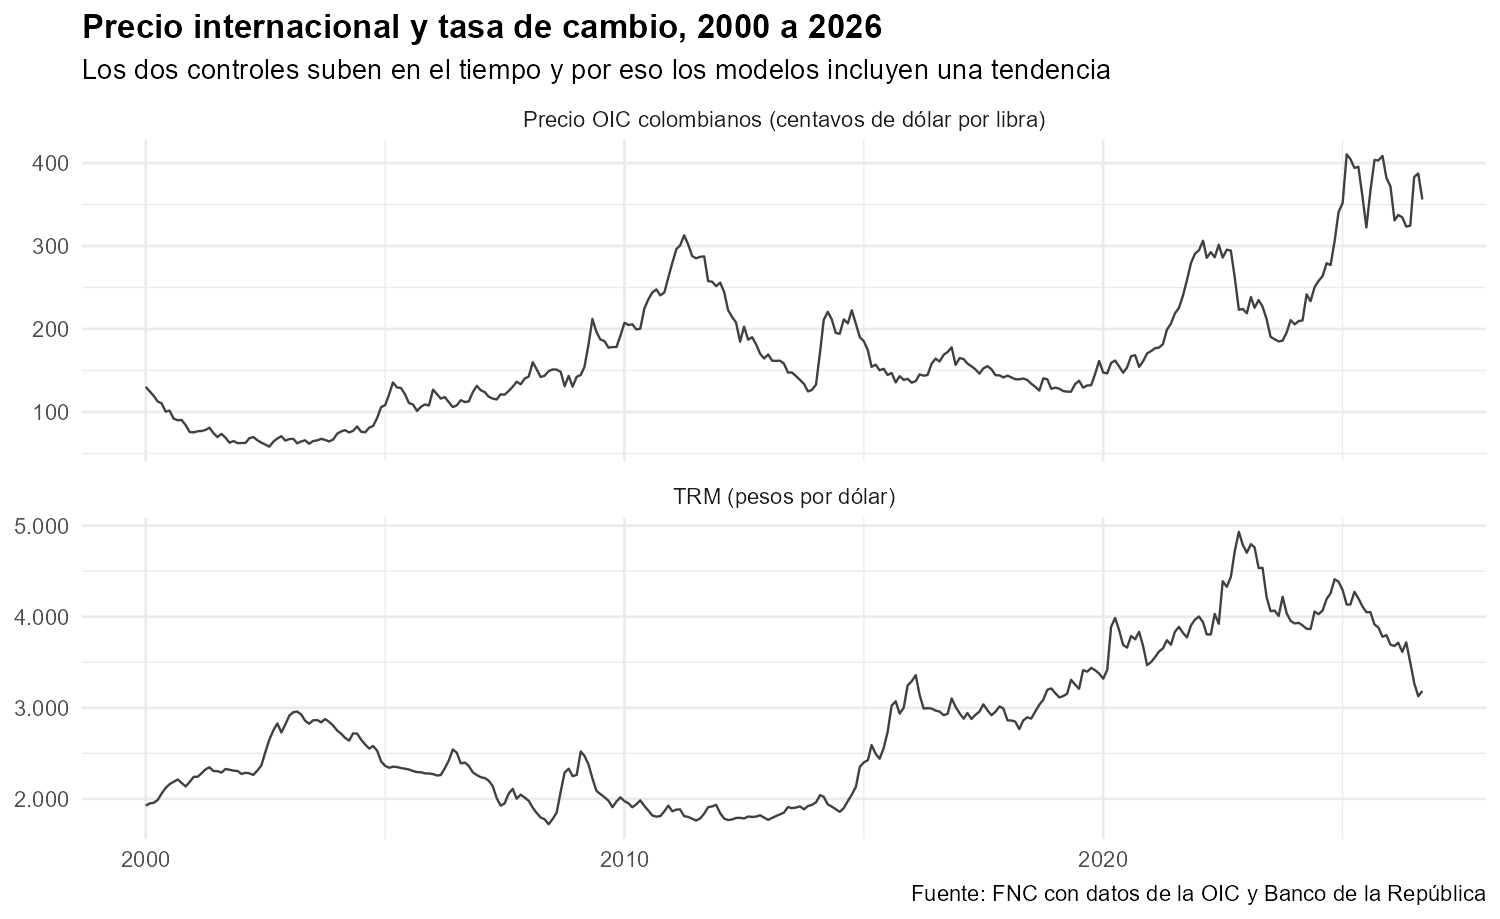 Precio internacional y tasa de cambio, 2000 a 2026
Los dos controles suben en el tiempo y por eso los modelos incluyen una tendencia
Precio OIC colombianos (centavos de dólar por libra)
400
300
200
100
TRM (pesos por dólar)
5.000
4.000
3.000
2.000
2000 2010 2020
Fuente: FNC con datos de la OIC y Banco de la República